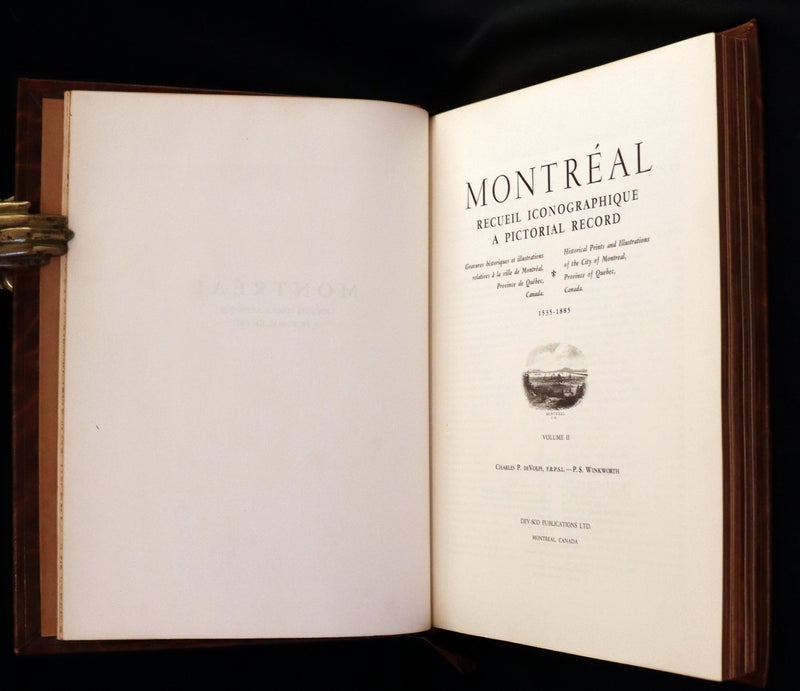 MONTRÉAL
RECUEIL ICONOGRAPHIQUE
A PICTORIAL RECORD
Gravures historiques et illustrations
relatives à la ville de Montréal,
Province de Québec,
Canada.
Historical Prints and Illustrations
of the City of Montreal,
Province of Quebec,
Canada.
1535-1885
MONTREAL
VOLUME II
CHARLES P. DEVOLPI, F.R.P.S.L.—P. S. WINKWORTH
DEV-SCO PUBLICATIONS LTD.
MONTREAL, CANADA